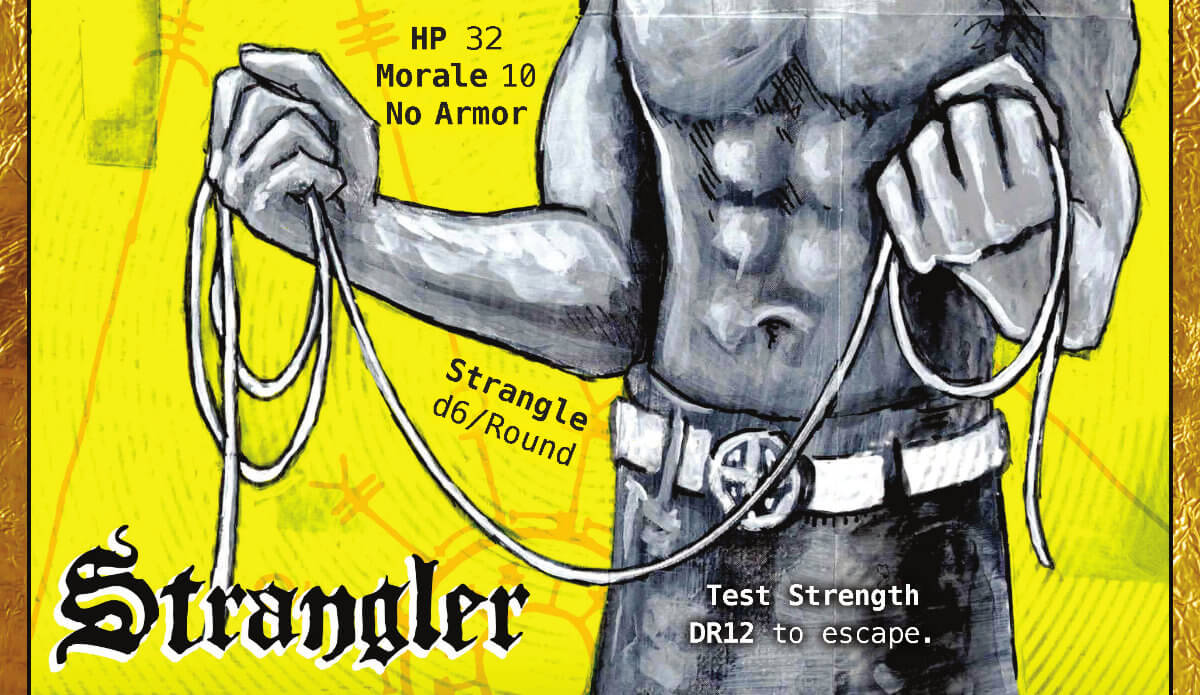 HP 32
Morale 10
No Armor
Strangle
d6/Round
Strangler
Test Strength
DR12 to escape.